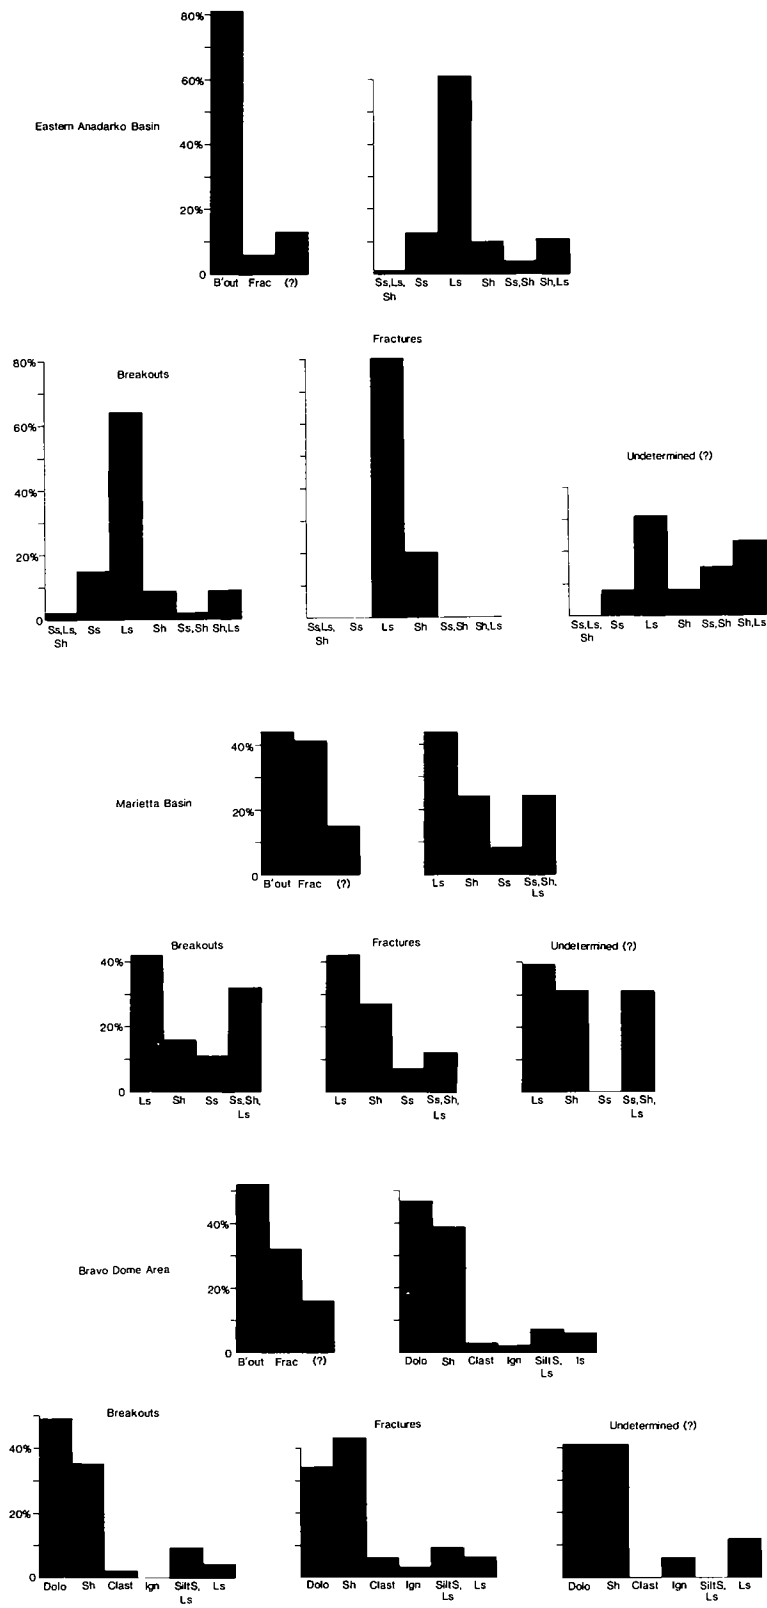 80%
60%
Eastern Anadarko Basin
40%
20%
0
B'out Frac (?)
Ss,Ls, Ss Ls Sh Ss,Sh Sh,Ls
Sh
Fractures
80%
Breakouts
60%
Undetermined (?)
40%
20%
0
Ss,Ls, Ss Ls Sh Ss,Sh Sh,Ls
Sh
Ss,Ls, Ss Ls Sh Ss,Sh Sh,Ls
Sh
Ss,Ls, Ss Ls Sh Ss,Sh Sh,Ls
Sh
40%
Marietta Basin
20%
0
B'out Frac (?)
Ls Sh Ss Ss,Sh,
Ls
Breakouts
Fractures
Undetermined (?)
40%
20%
0
Ls Sh Ss Ss,Sh,
Ls
Ls Sh Ss Ss,Sh,
Ls
Ls Sh Ss Ss,Sh,
Ls
40%
Bravo Dome Area
20%
0
B'out Frac (?)
Dolo Sh Clast Ign SiltS, ls
Ls
Breakouts
Fractures
Undetermined (?)
40%
20%
0
Dolo Sh Clast Ign SiltS, Ls
Ls
Dolo Sh Clast Ign SiltS, Ls
Ls
Dolo Sh Clast Ign SiltS, Ls
Ls